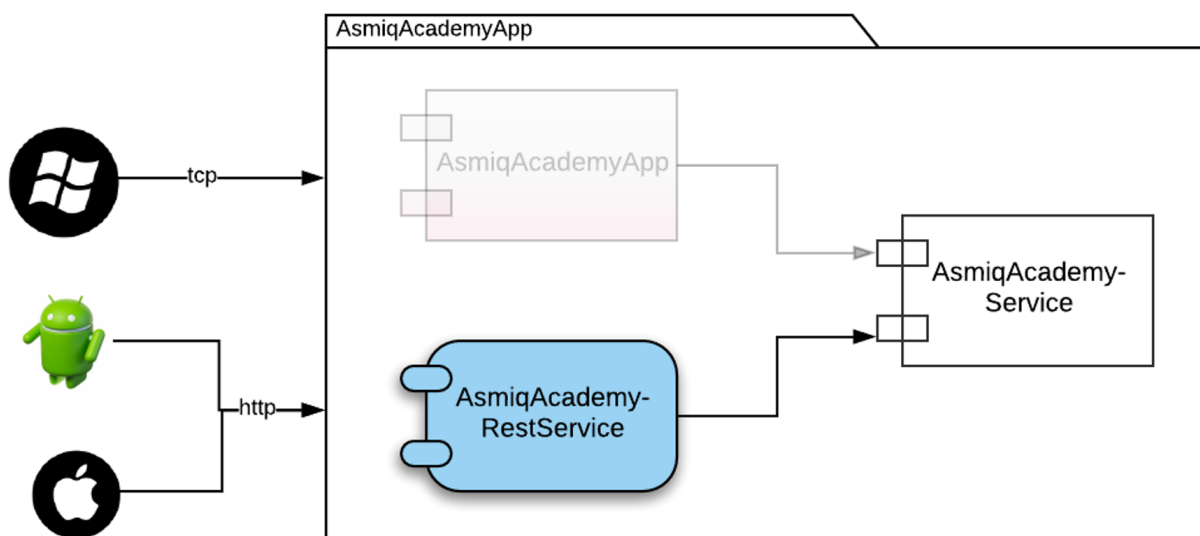 AsmiqAcademyApp
tcp
AsmiqAcademyApp
AsmiqAcademy-
Service
http
AsmiqAcademy-
RestService